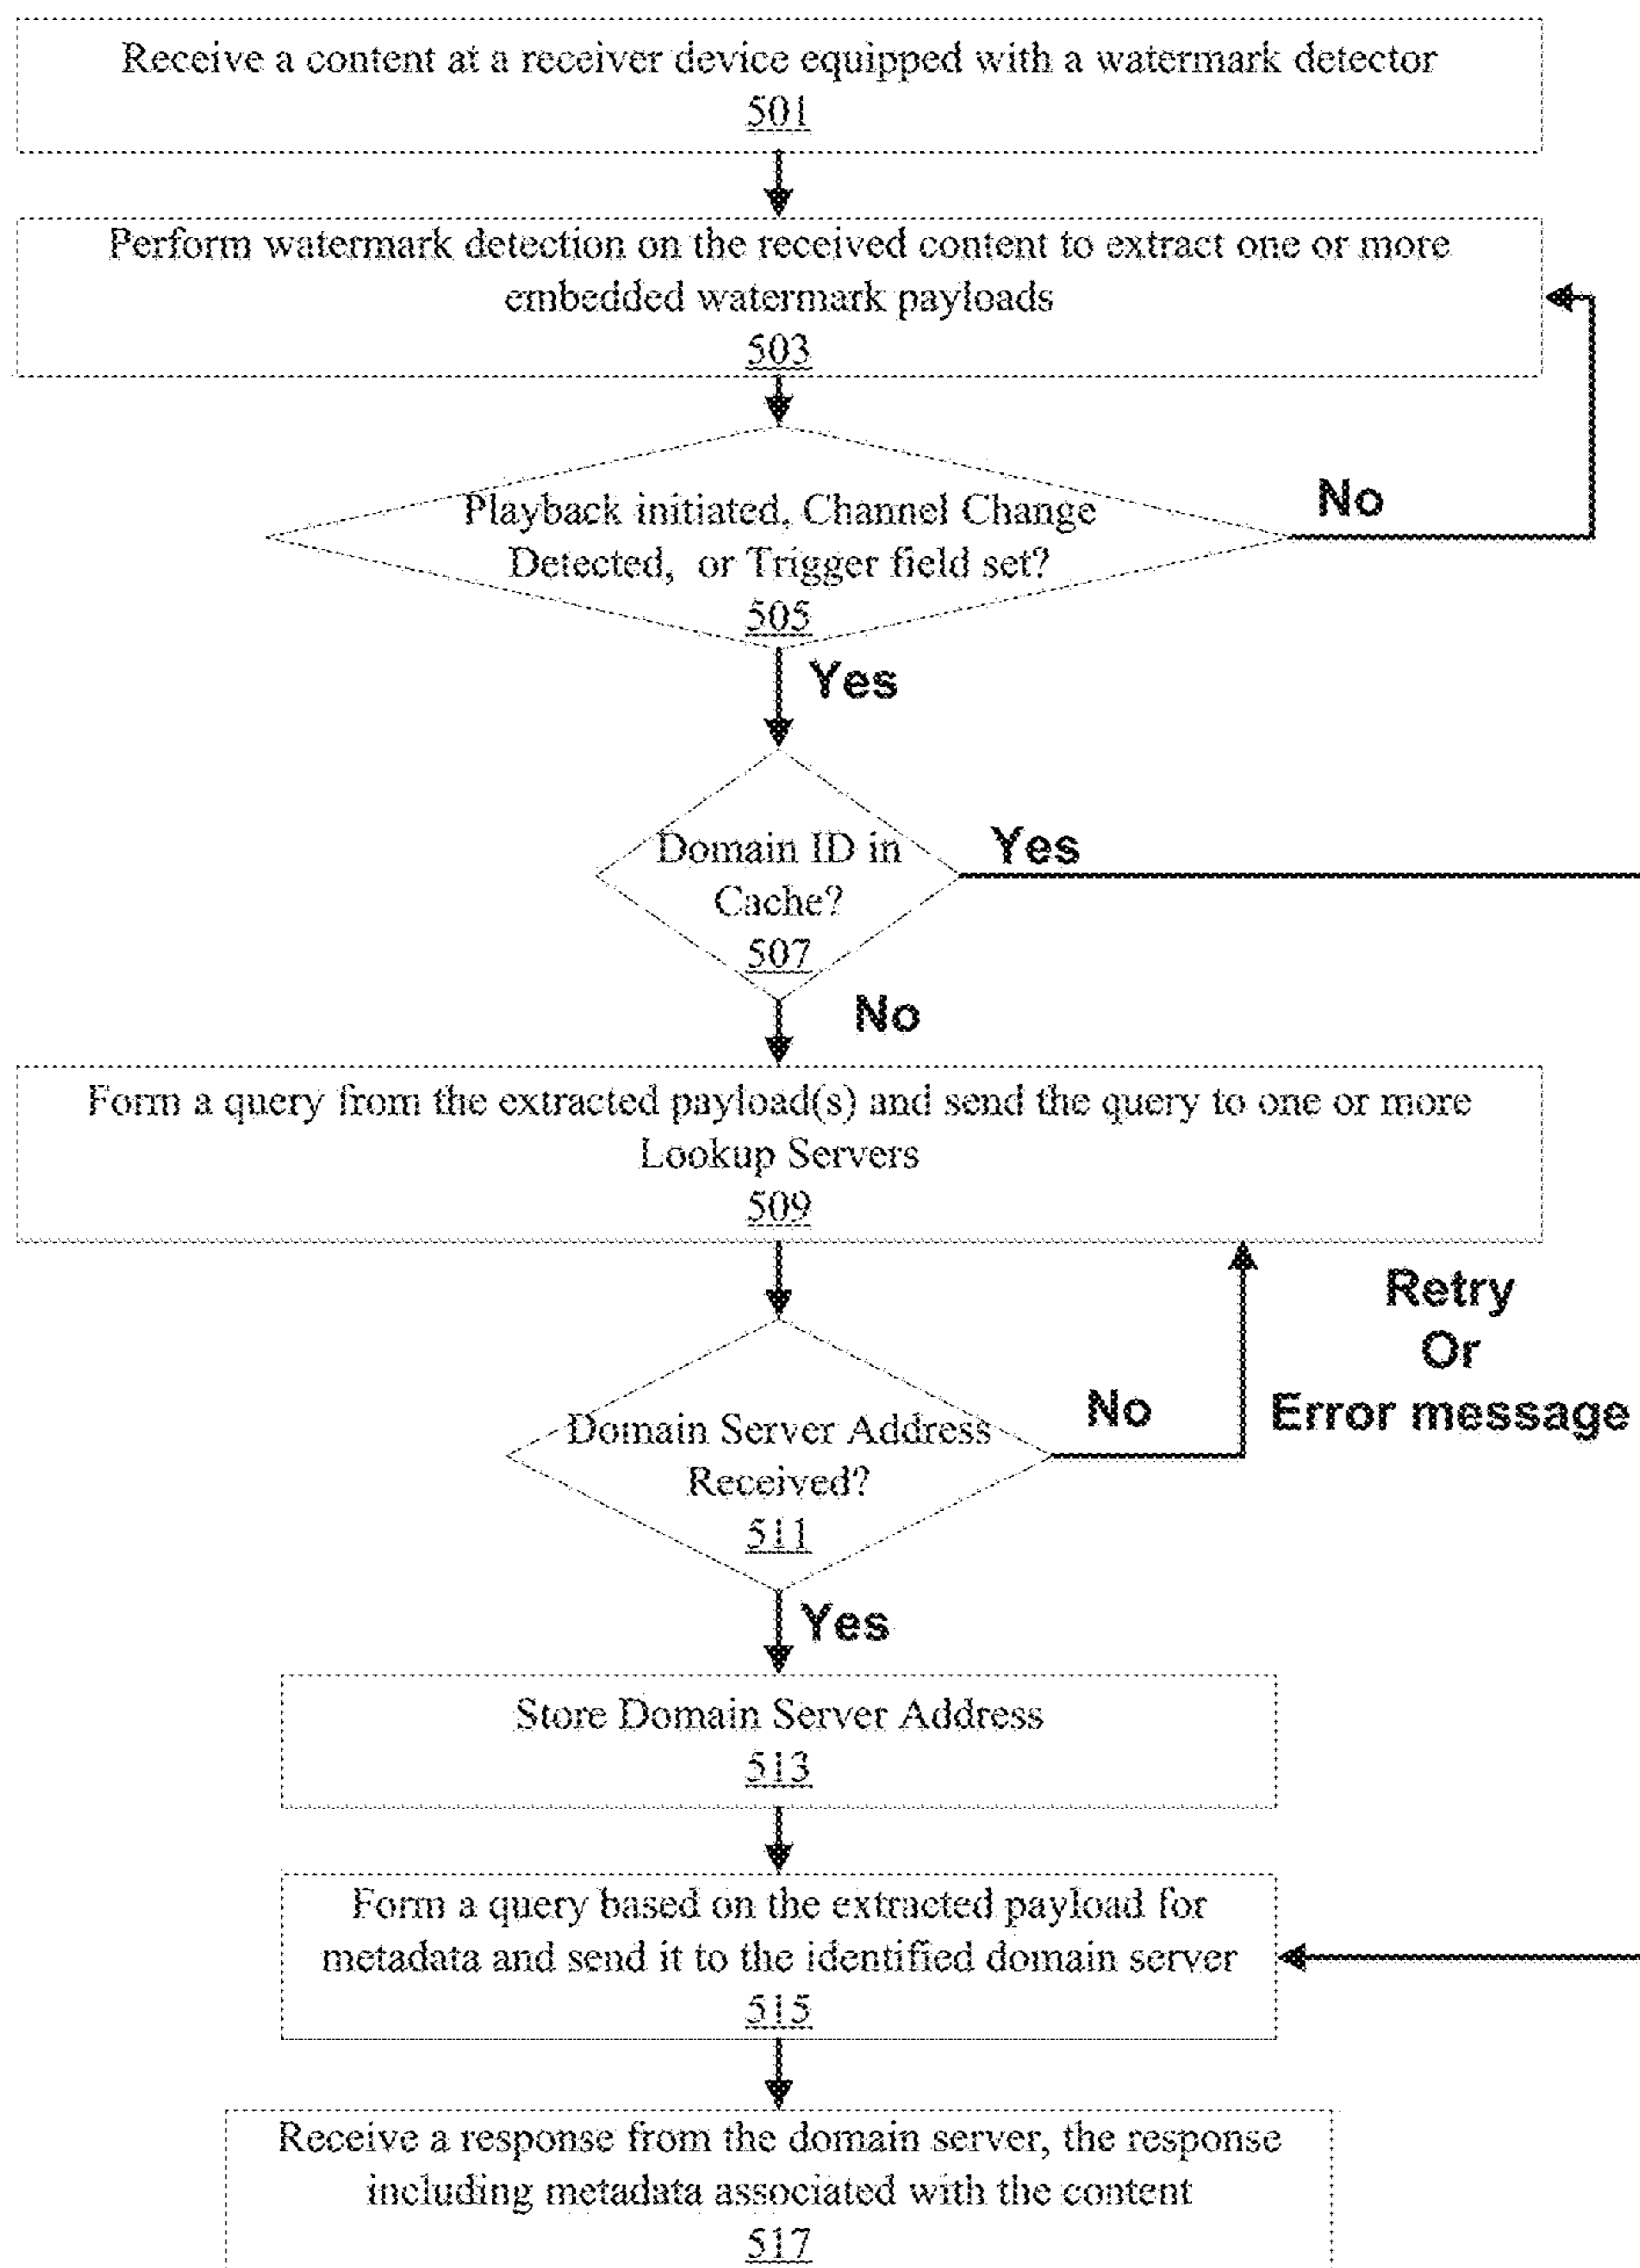 Receive a content at a receiver device equipped with a watermark detector
501
Perform watermark detection on the received content to extract one or more
embedded watermark payloads
503
Playback initiated, Channel Change
Detected, or Trigger field set?
505
No
Yes
Domain ID in
Cache?
507
Yes
No
Form a query from the extracted payload(s) and send the query to one or more
Lookup Servers
509
Retry
Or
Error message
Domain Server Address
Received?
511
No
Yes
Store Domain Server Address
513
Form a query based on the extracted payload for
metadata and send it to the identified domain server
515
Receive a response from the domain server, the response
including metadata associated with the content
517